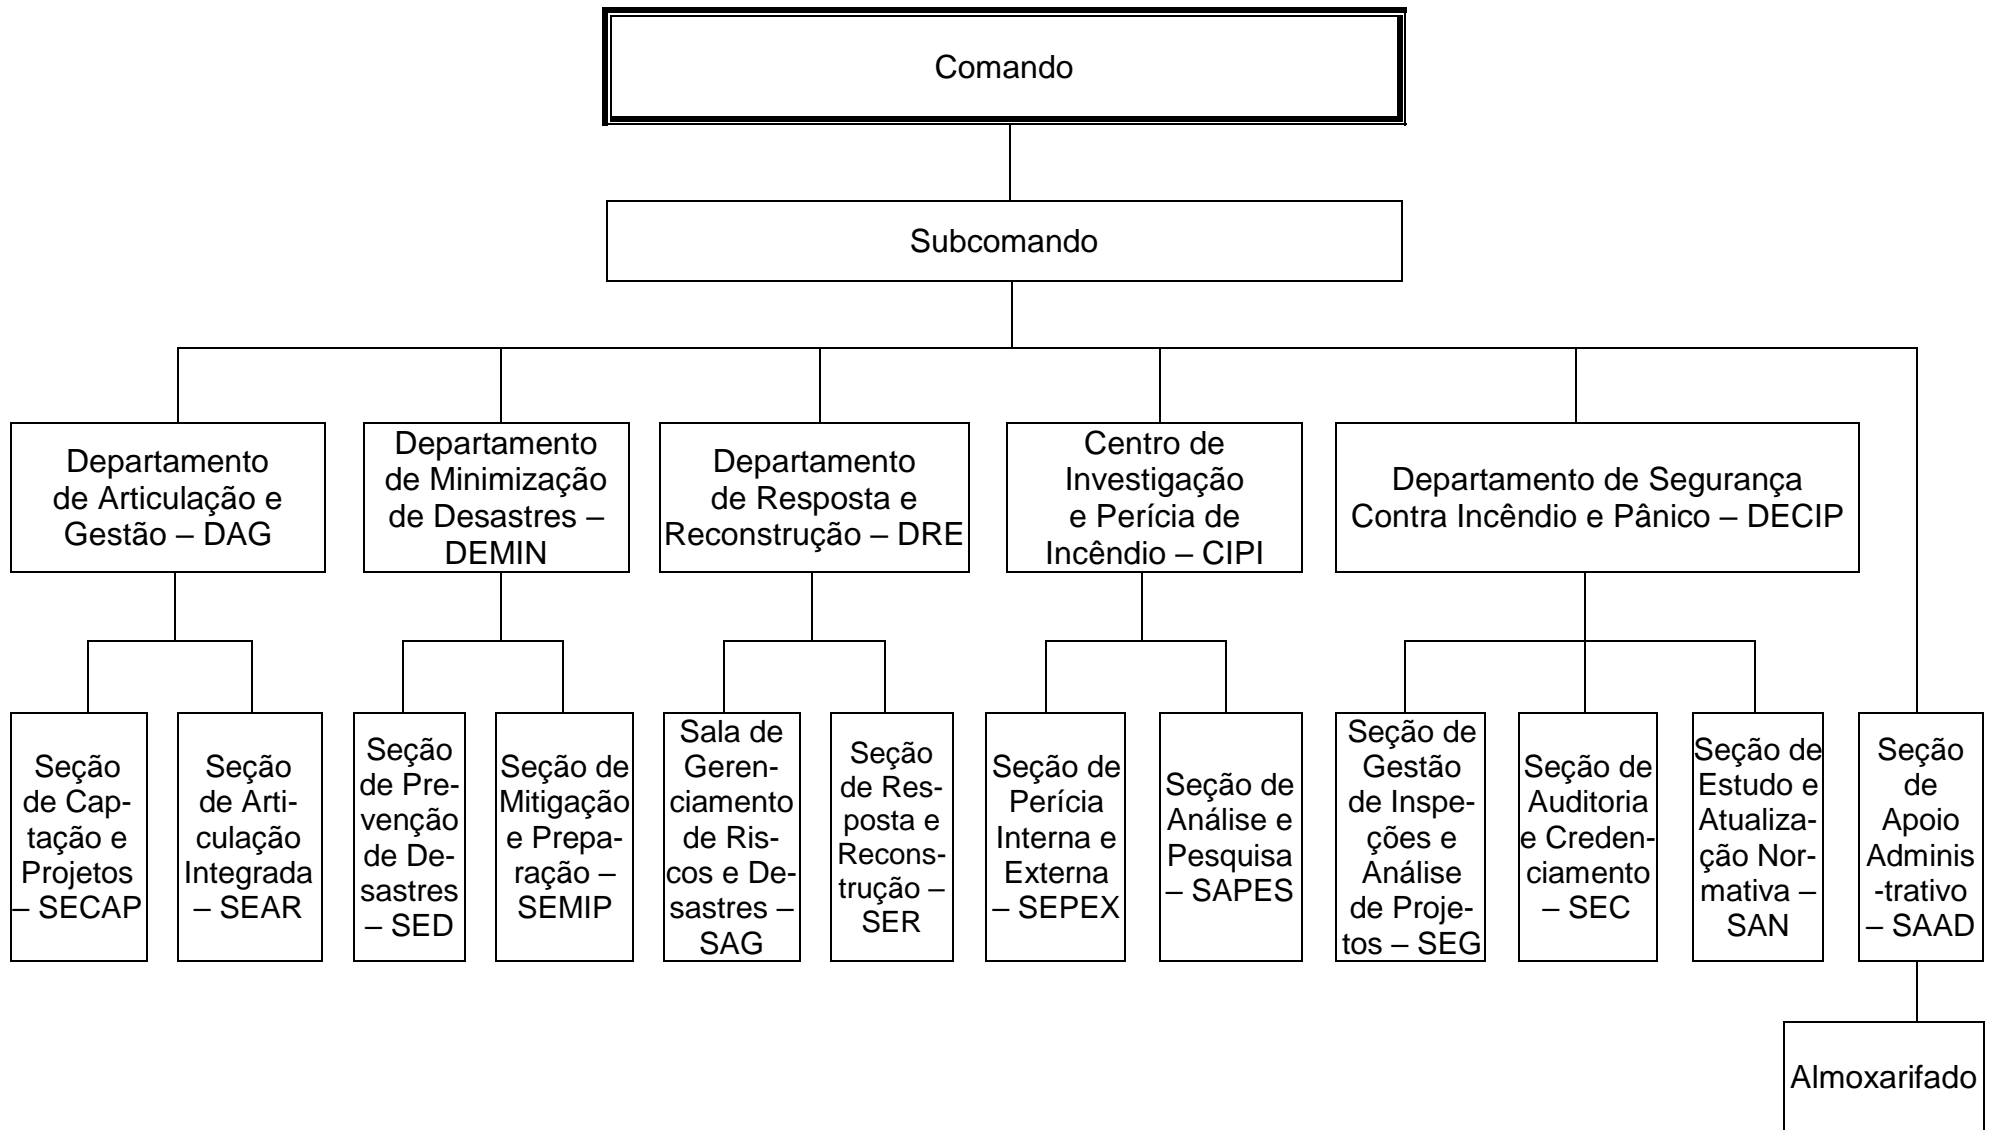 Comando
Subcomando
Departamento
de Articulação e
Gestão – DAG
Departamento
de Minimização
de Desastres –
DEMIN
Departamento
de Resposta e
Reconstrução – DRE
Centro de
Investigação
e Perícia de
Incêndio – CIPI
Departamento de Segurança
Contra Incêndio e Pânico – DECIP
Seção
de Cap-
tação e
Projetos
– SECAP
Seção
de Arti-
culação
Integrada
– SEAR
Seção
de Pre-
venção
de De-
sastres
– SED
Seção de
Mitigação
e Prepa-
ração –
SEMIP
Sala de
Geren-
ciamento
de Ris-
cos e De-
sastres –
SAG
Seção
de Res-
posta e
Recons-
trução –
SER
Seção de
Perícia
Interna e
Externa
– SEPEX
Seção de
Análise e
Pesquisa
– SAPES
Seção de
Gestão
de Inspe-
ções e
Análise
de Proje-
tos – SEG
Seção de
Auditoria
e Creden-
ciamento
– SEC
Seção de
Estudo e
Atualiza-
ção Nor-
mativa –
SAN
Seção
de
Apoio
Adminis
-trativo
– SAAD
Almoxarifado